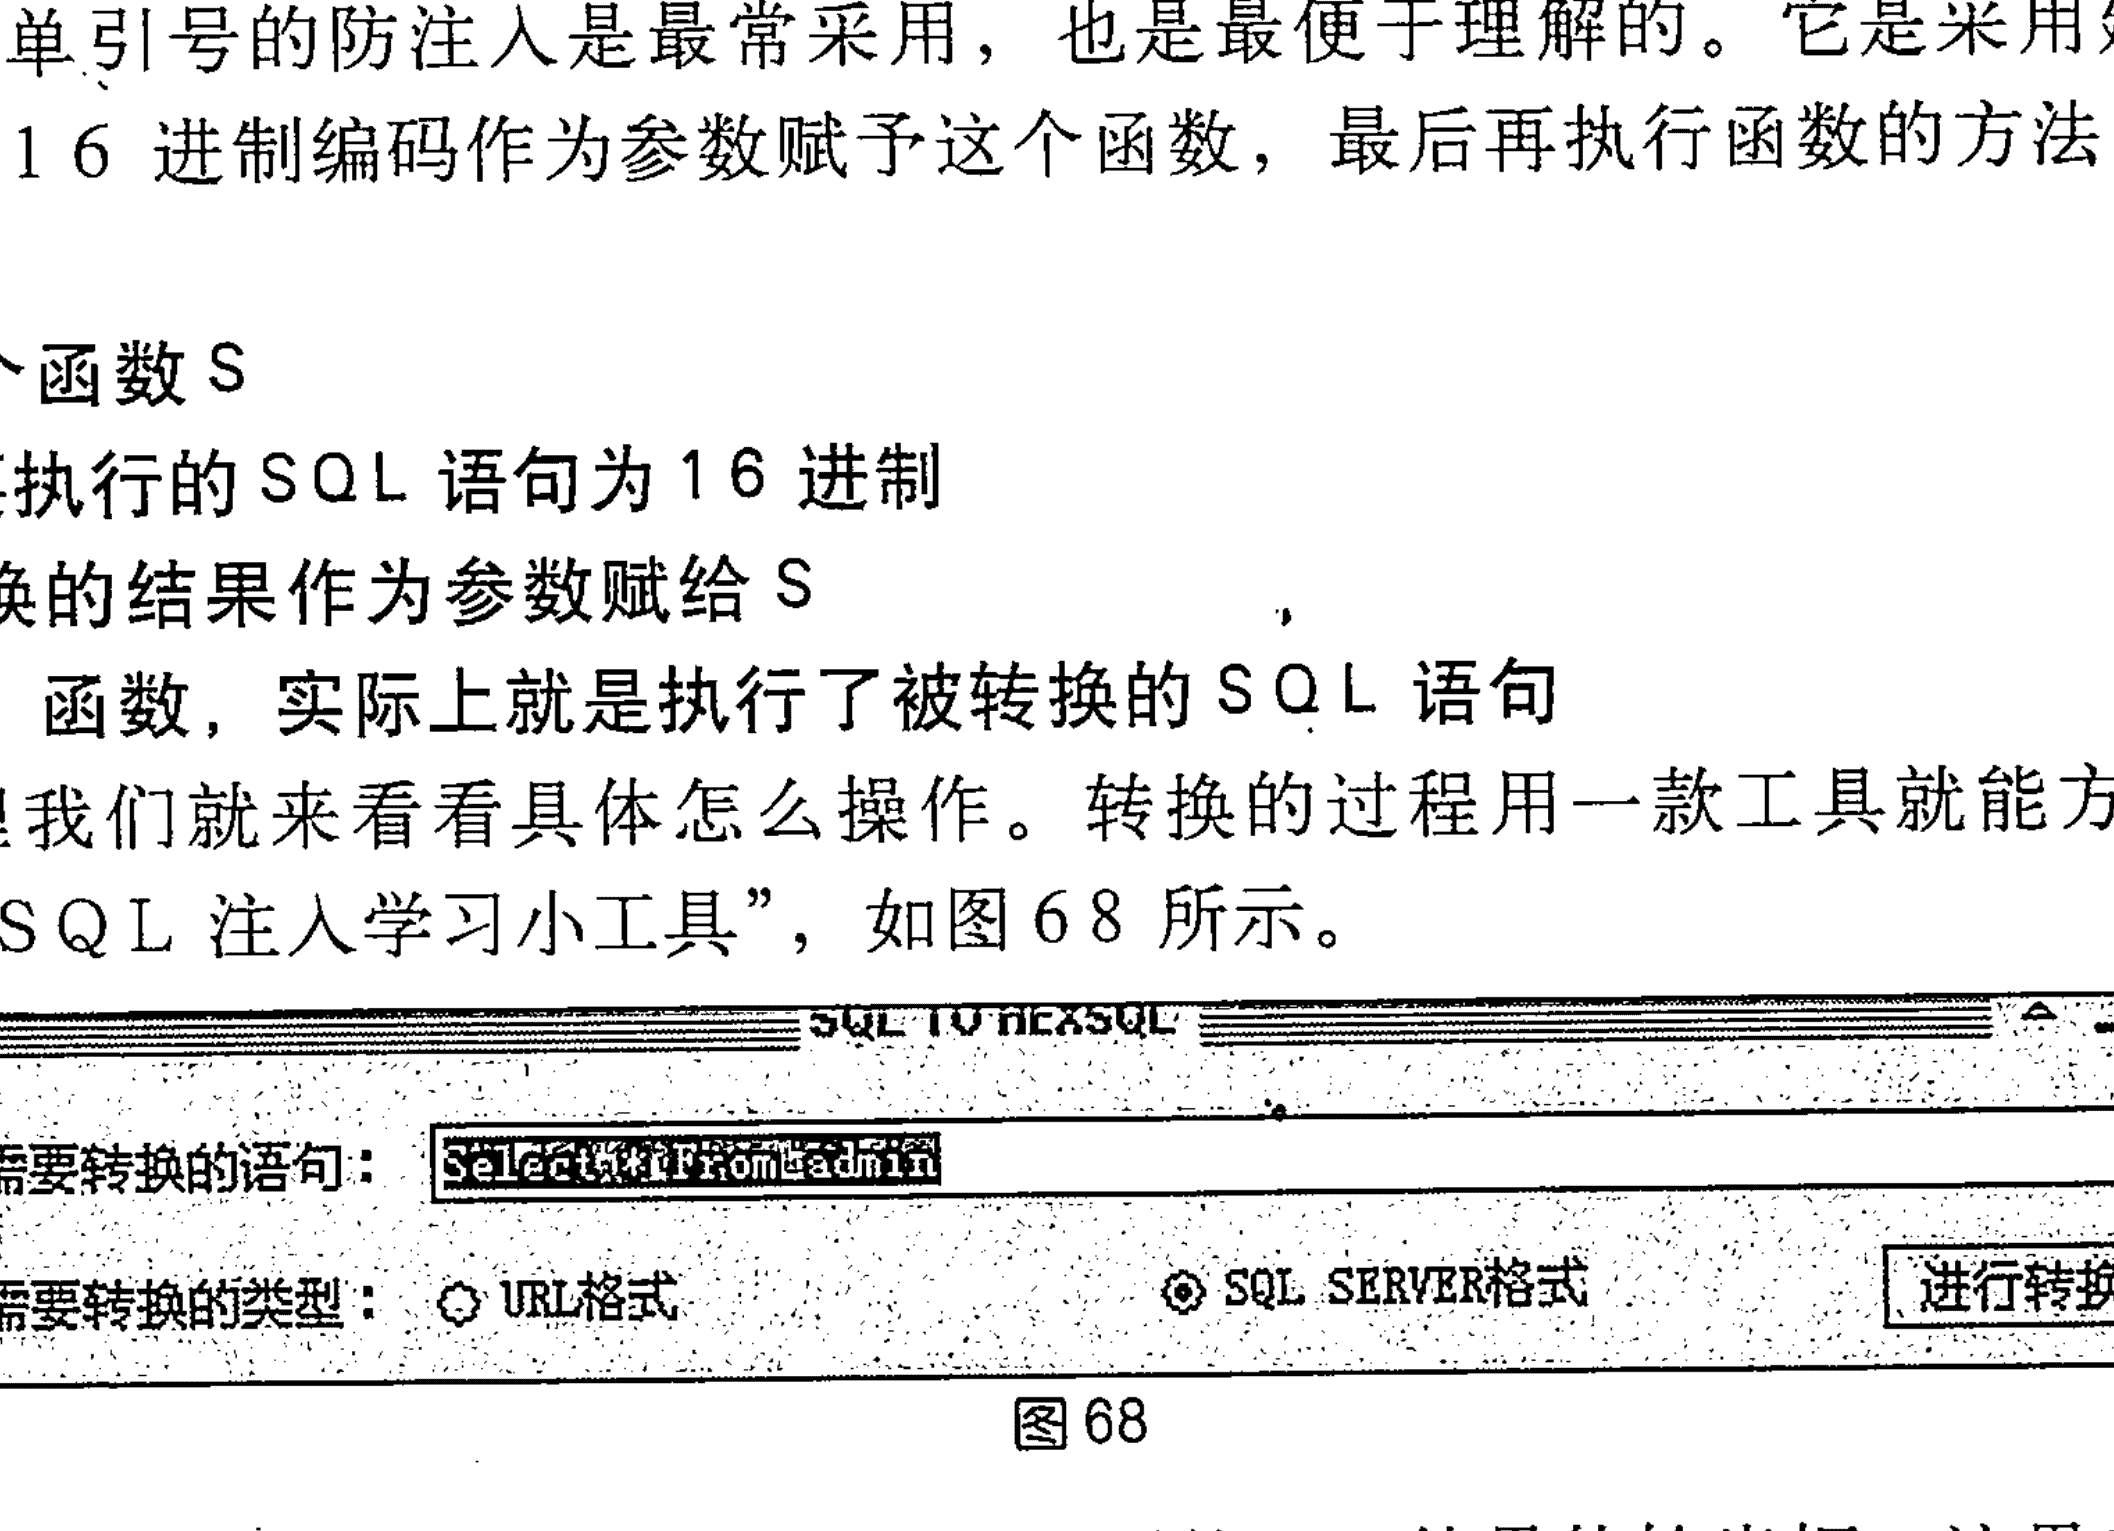 单引号的防注入是最常采用，也是最便于理解的。它是采用
16 进制编码作为参数赋予这个函数，最后再执行函数的方法
个函数 S
执行的 SQL 语句为 16 进制
换的结果作为参数赋给 S
函数，实际上就是执行了被转换的 SQL 语句
我们就来看看具体怎么操作。转换的过程用一款工具就能方
SQL 注入学习小工具”，如图 68 所示。
SQL TO HEXSQL
需要转换的语句： Select * From admin
需要转换的类型： URL格式 SQL SERVER格式 进行转换
图 68